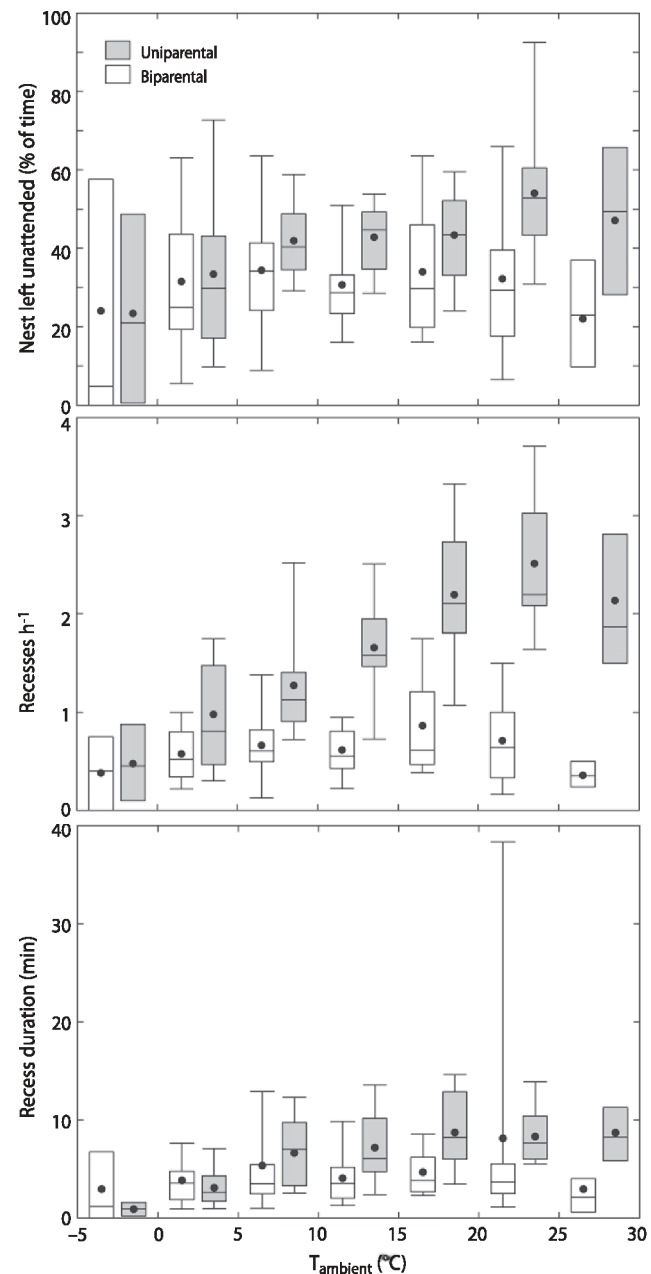 100
80
60
40
20
0
Nest left unattended (% of time)
Uniparental
Biparental
4
3
2
1
0
Recesses h⁻¹
40
30
20
10
0
Recess duration (min)
−5 0 5 10 15 20 25 30
Tambient (°C)